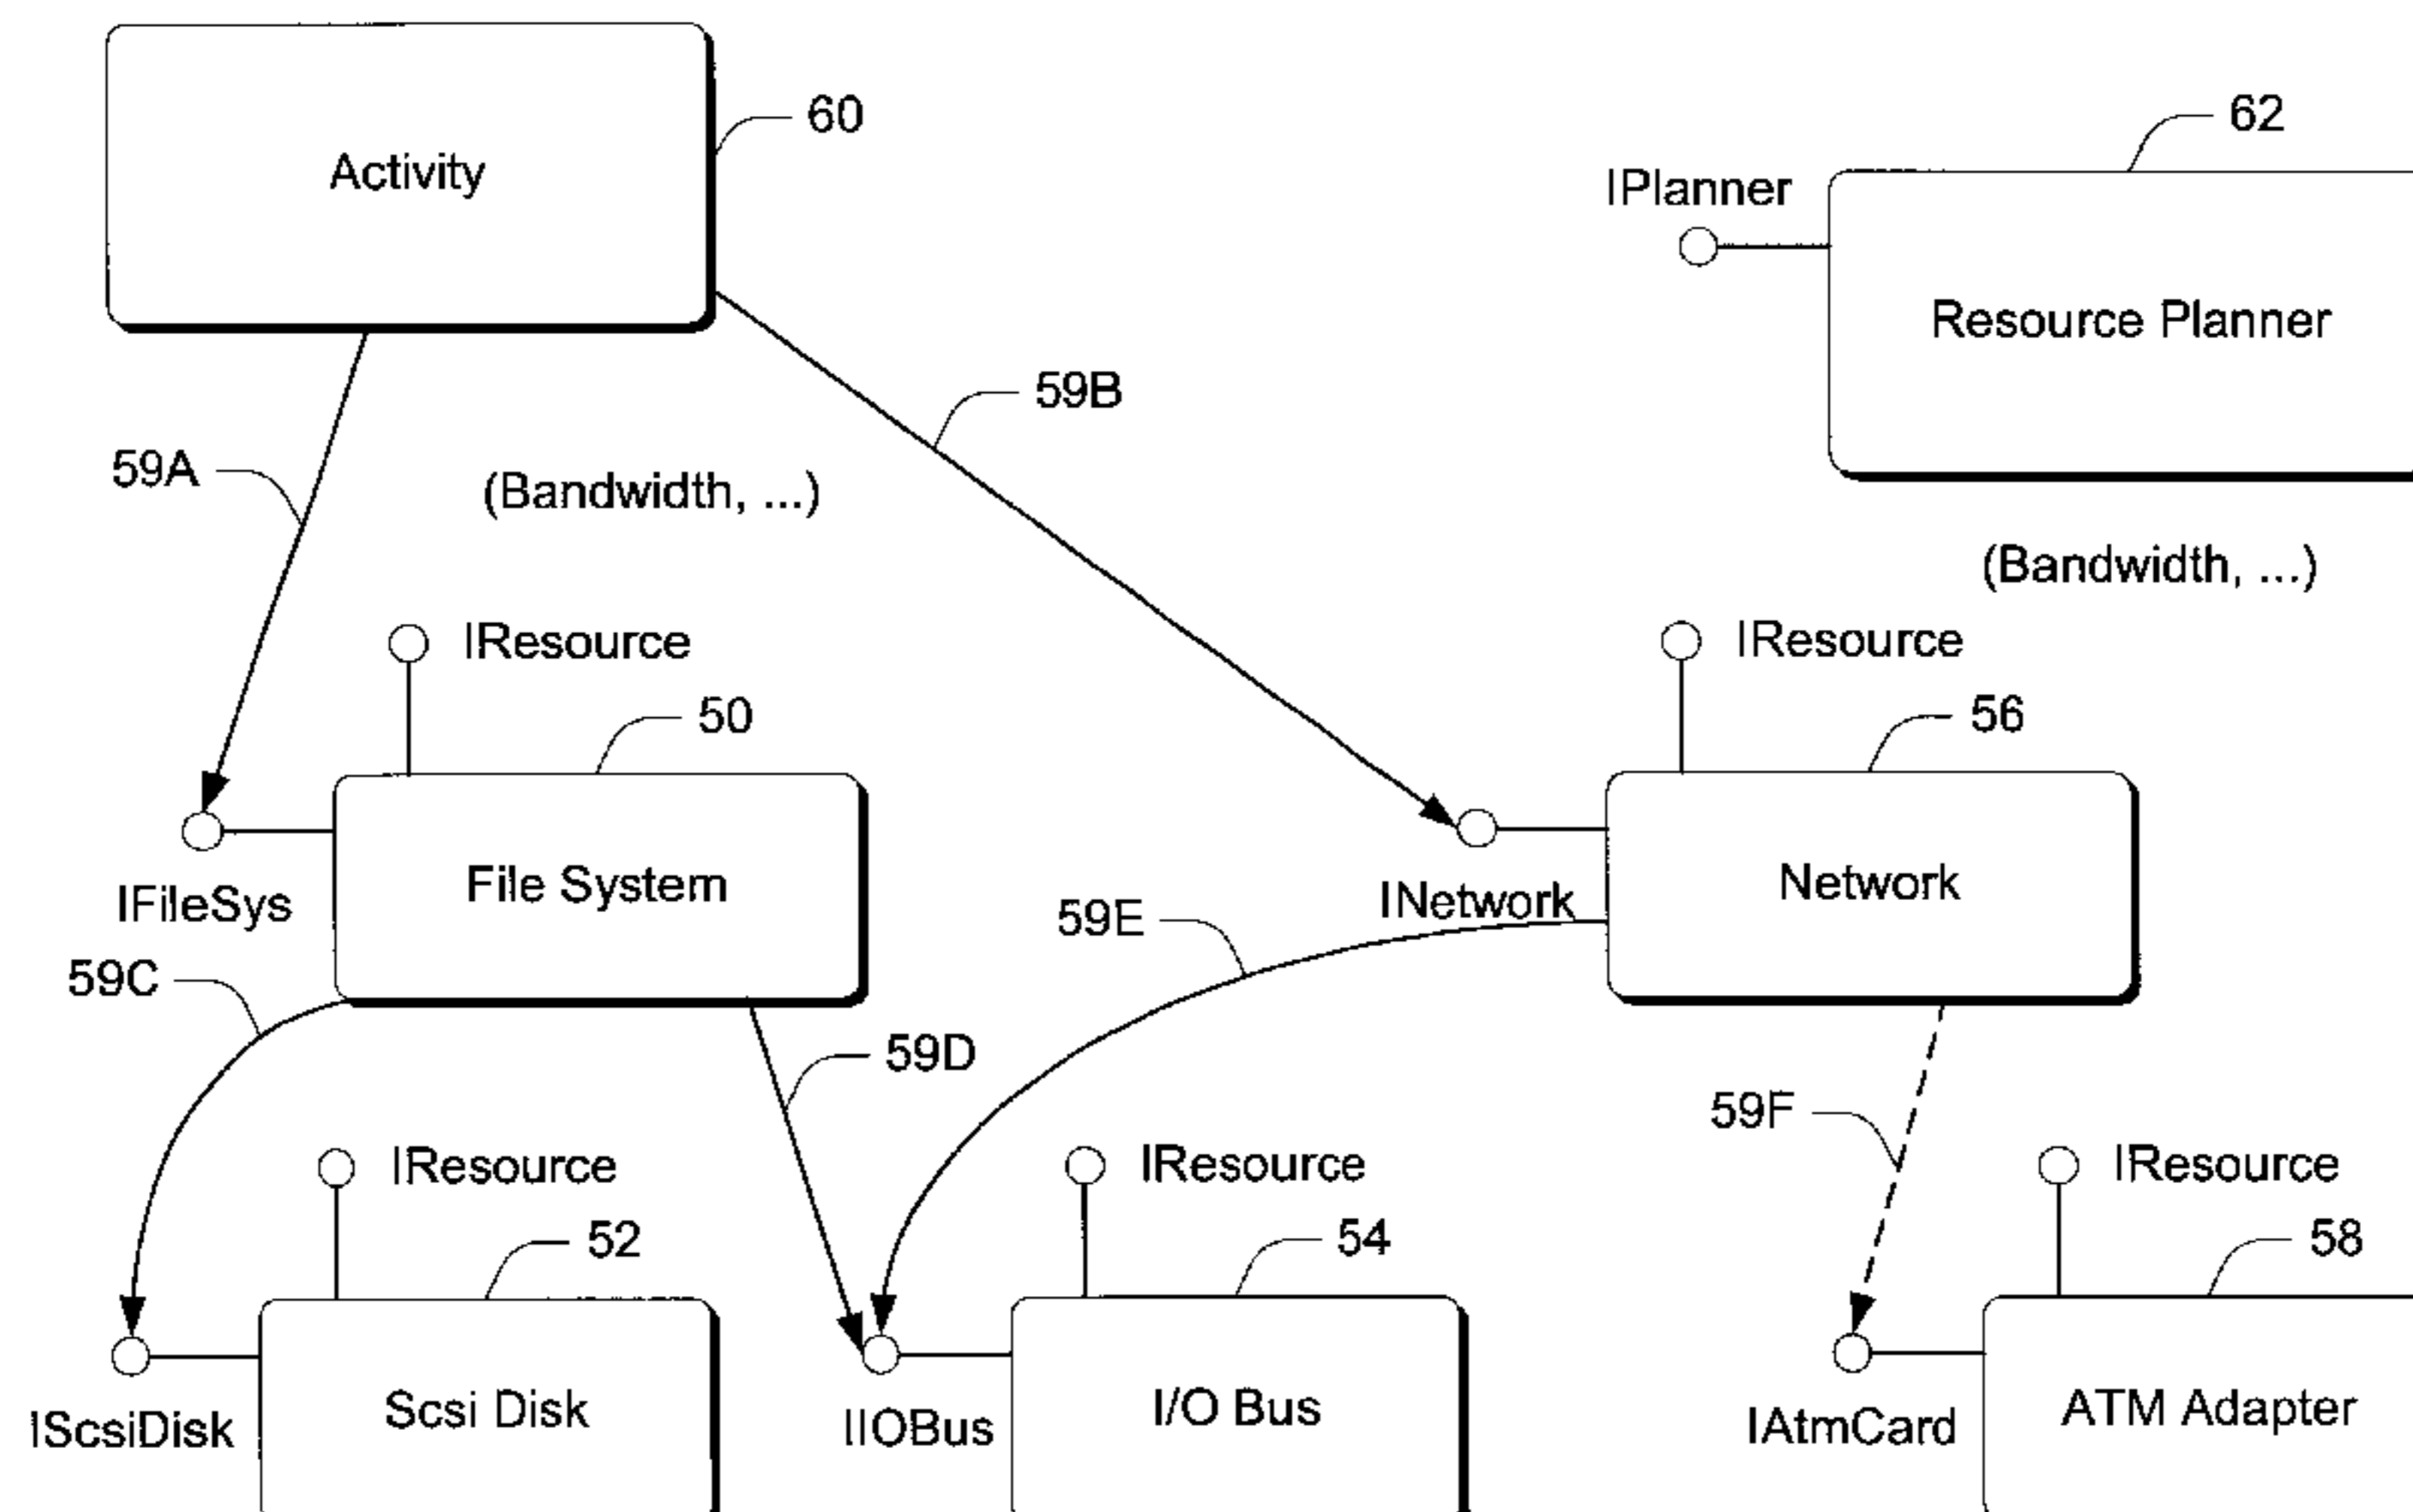 60
Activity
62
IPlanner
Resource Planner
59B
59A
(Bandwidth, ...)
(Bandwidth, ...)
IResource
IResource
50
56
File System
Network
IFileSys
INetwork
59E
59C
59D
59F
IResource
IResource
IResource
52
54
58
Scsi Disk
I/O Bus
ATM Adapter
IScsiDisk
IIOBus
IAtmCard